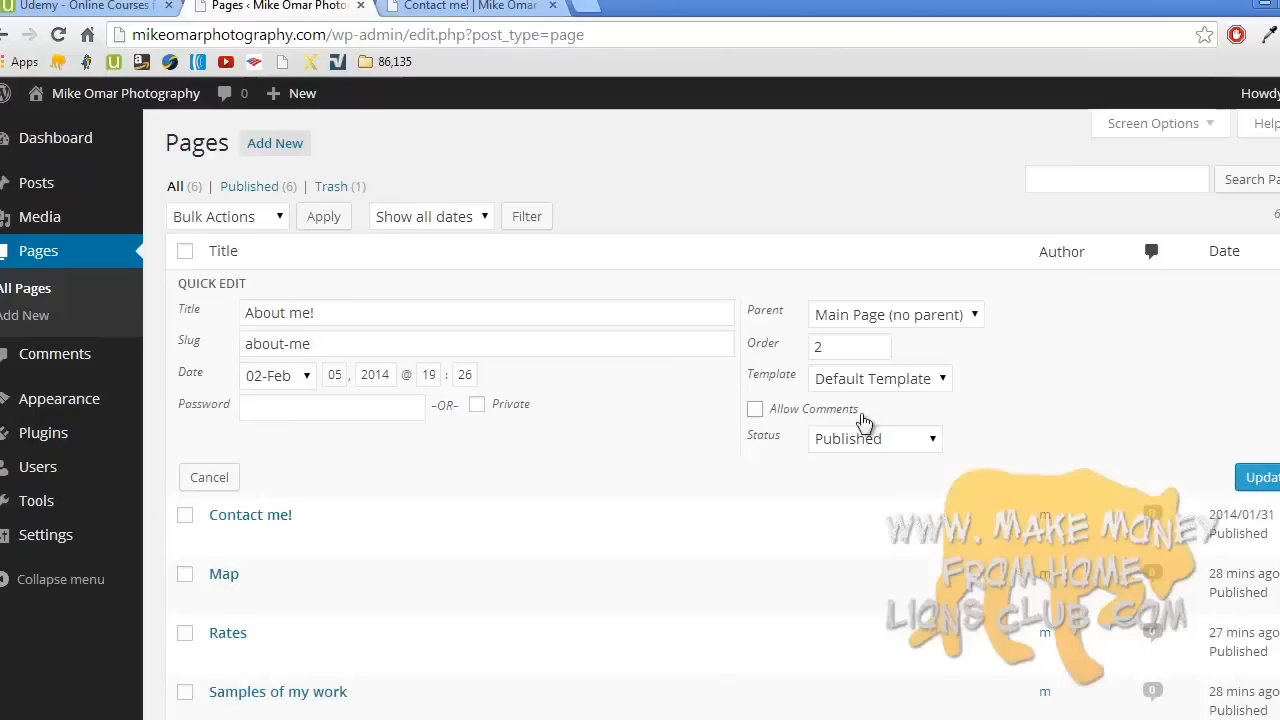 Udemy - Online Courses f × Pages ‹ Mike Omar Photo × Contact me! | Mike Omar ×
mikeomarphotography.com/wp-admin/edit.php?post_type=page
Apps 86,135
Mike Omar Photography 0 + New Howdy
Dashboard
Posts
Media
Pages
All Pages
Add New
Comments
Appearance
Plugins
Users
Tools
Settings
Collapse menu
Screen Options Help
Pages Add New
All (6) | Published (6) | Trash (1)
Search Pa
Bulk Actions Apply Show all dates Filter 6
Title Author Date
QUICK EDIT
Title About me!
Slug about-me
Date 02-Feb 05 , 2014 @ 19 : 26
Password –OR– Private
Parent Main Page (no parent)
Order 2
Template Default Template
Allow Comments
Status Published
Cancel Updat
Contact me! m 0 2014/01/31
Published
Map m 0 28 mins ago
Published
Rates m 27 mins ago
Published
Samples of my work m 0 28 mins ago
Published
WWW. MAKE MONEY
FROM HOME
LIONS CLUB .COM